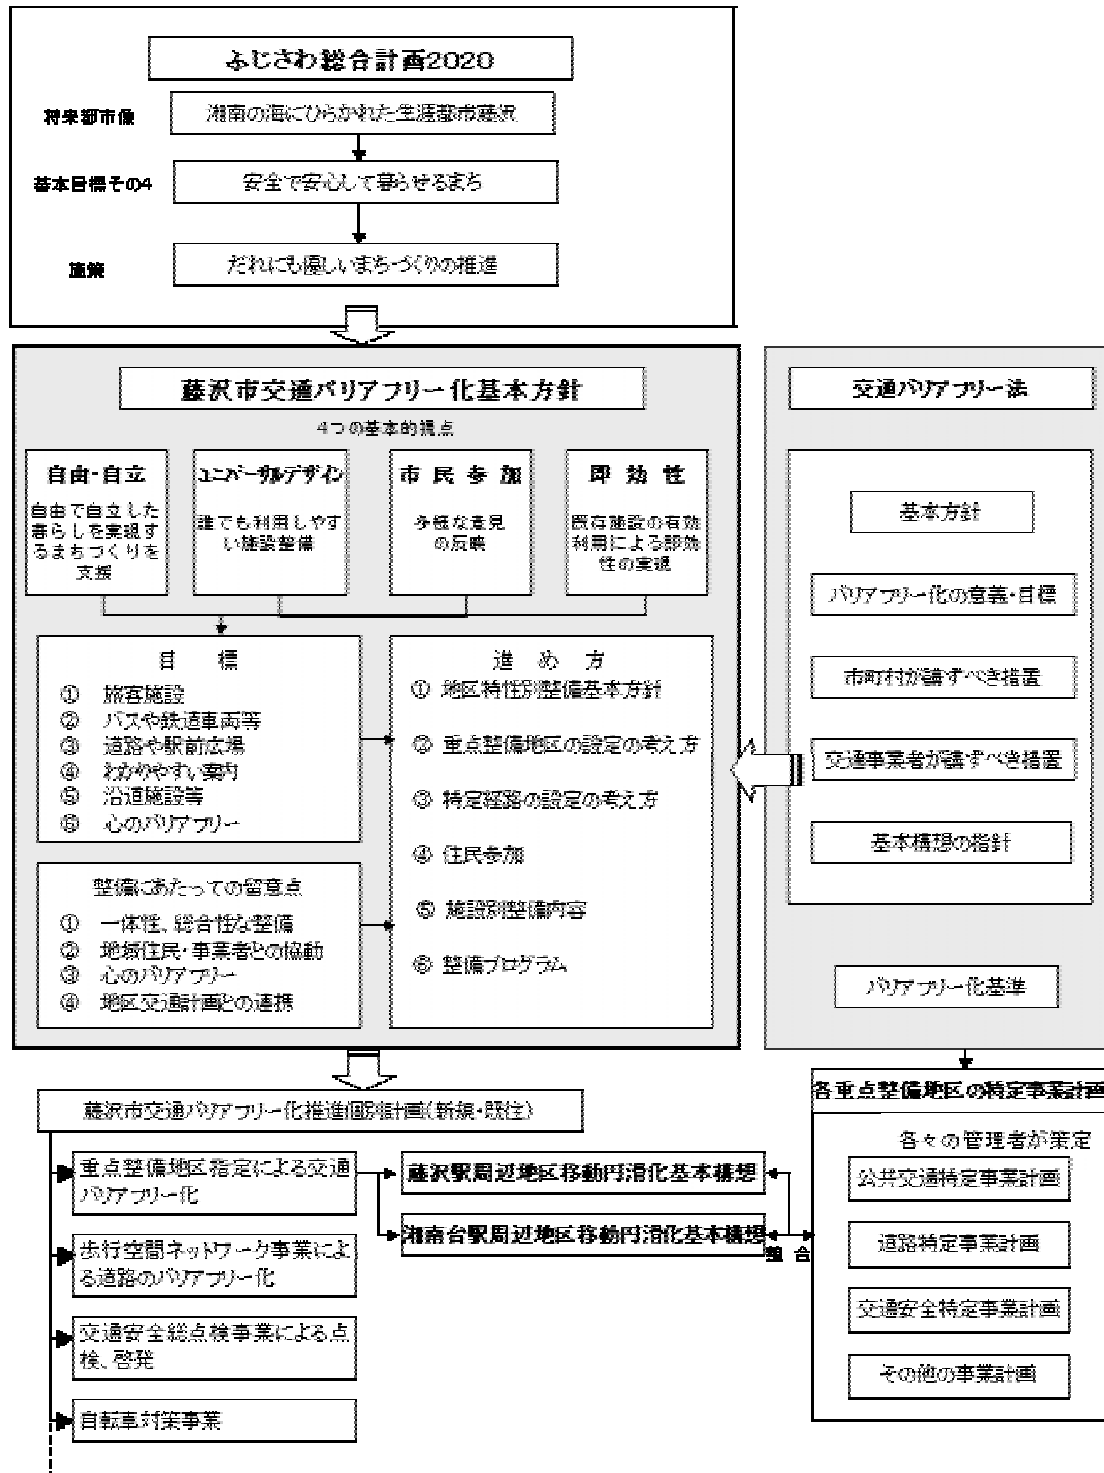 ふじさわ総合計画2020
将来都市像
湘南の海にひらかれた生涯都市藤沢
基本目標その4
安全で安心して暮らせるまち
施策
だれにも優しいまちづくりの推進
藤沢市交通バリアフリー化基本方針
4つの基本的視点
自由・自立
自由で自立した
暮らしを実現す
るまちづくりを
支援
ユニバーサルデザイン
誰でも利用しやす
い施設整備
市民参加
多様な意見
の反映
即効性
既存施設の有効
利用による即効
性の実現
目 標
① 旅客施設
② バスや鉄道車両等
③ 道路や駅前広場
④ わかりやすい案内
⑤ 沿道施設等
⑥ 心のバリアフリー
整備にあたっての留意点
① 一体性、総合性な整備
② 地域住民・事業者との協動
③ 心のバリアフリー
④ 地区交通計画との連携
進 め 方
① 地区特性別整備基本方針
② 重点整備地区の設定の考え方
③ 特定経路の設定の考え方
④ 住民参加
⑤ 施設別整備内容
⑥ 整備プログラム
交通バリアフリー法
基本方針
バリアフリー化の意義・目標
市町村が講ずべき措置
交通事業者が講ずべき措置
基本構想の指針
バリアフリー化基準
藤沢市交通バリアフリー化推進個別計画(新規・既往)
重点整備地区指定による交通
バリアフリー化
歩行空間ネットワーク事業によ
る道路のバリアフリー化
交通安全総点検事業による点
検、啓発
自転車対策事業
藤沢駅周辺地区移動円滑化基本構想
湘南台駅周辺地区移動円滑化基本構想
整合
各重点整備地区の特定事業計画
各々の管理者が策定
公共交通特定事業計画
道路特定事業計画
交通安全特定事業計画
その他の事業計画